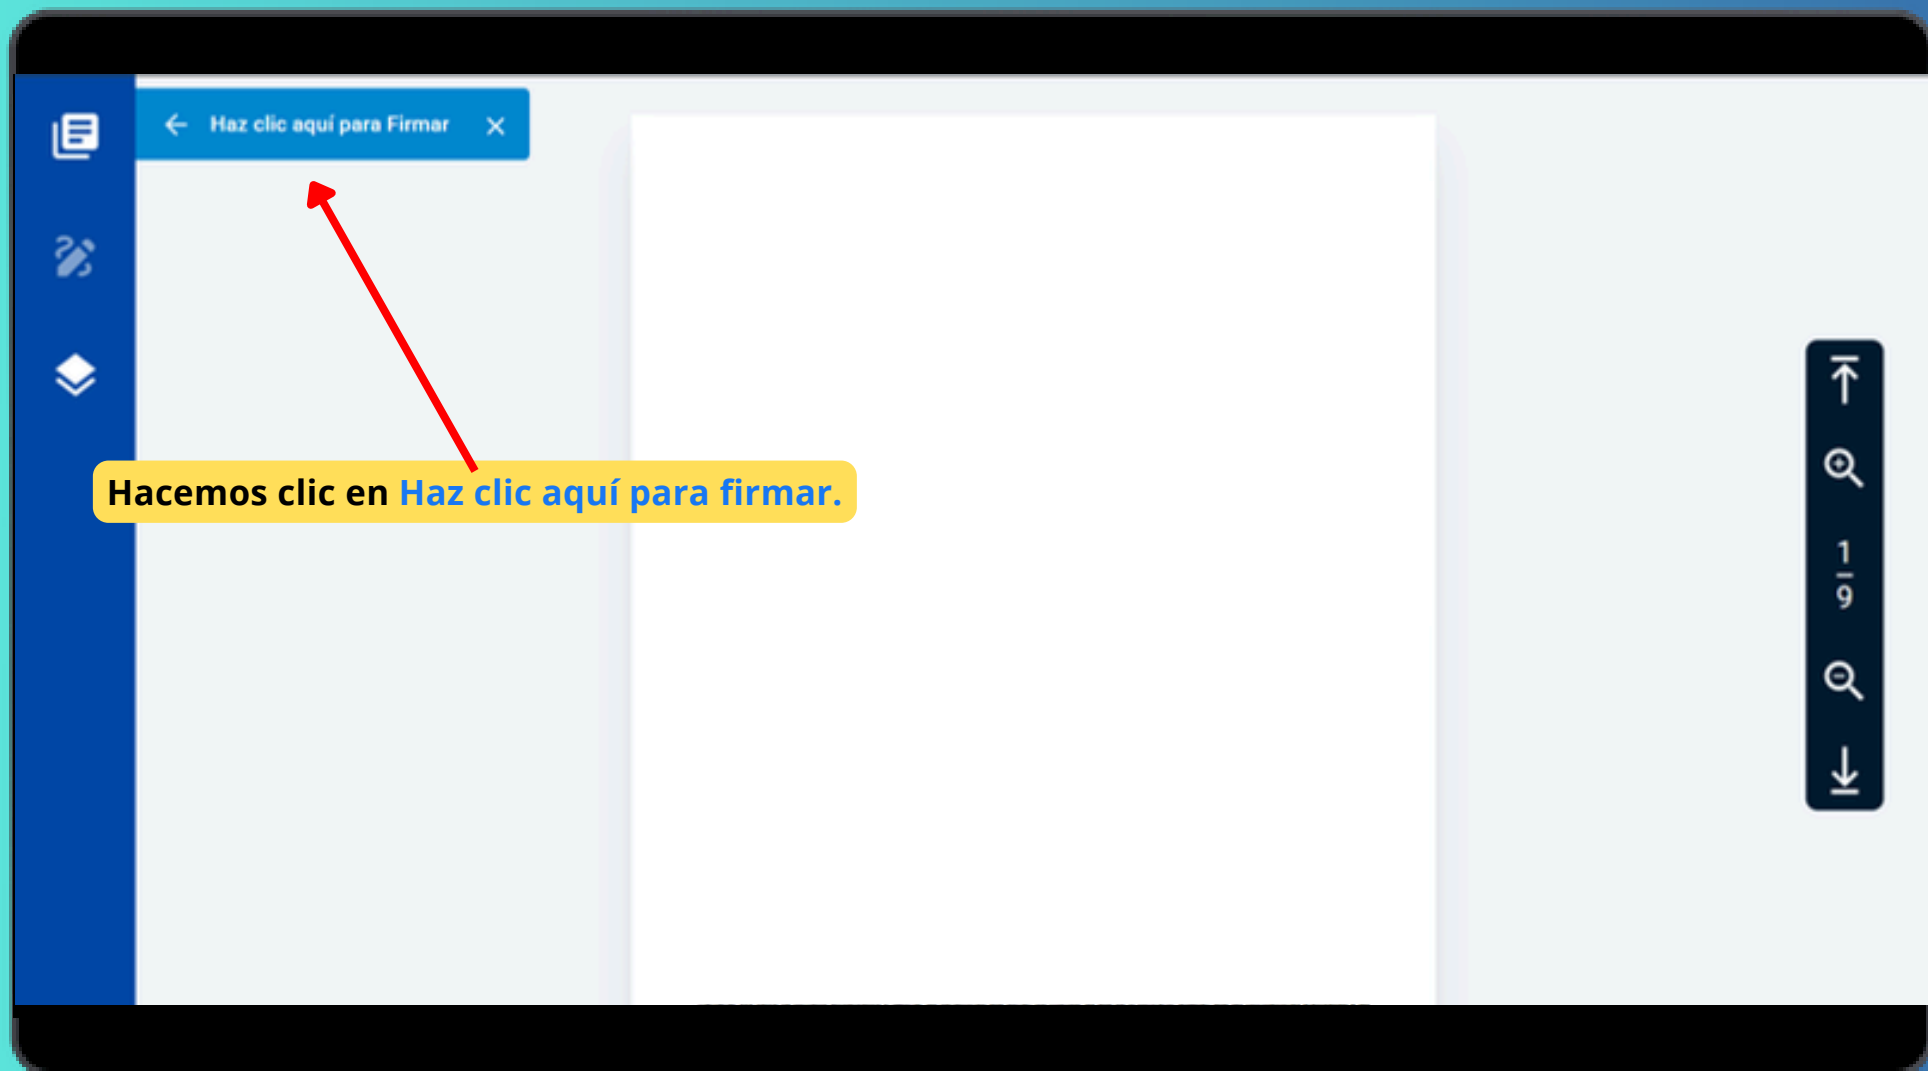 Haz clic aquí para Firmar
Hacemos clic en Haz clic aquí para firmar.
1
9